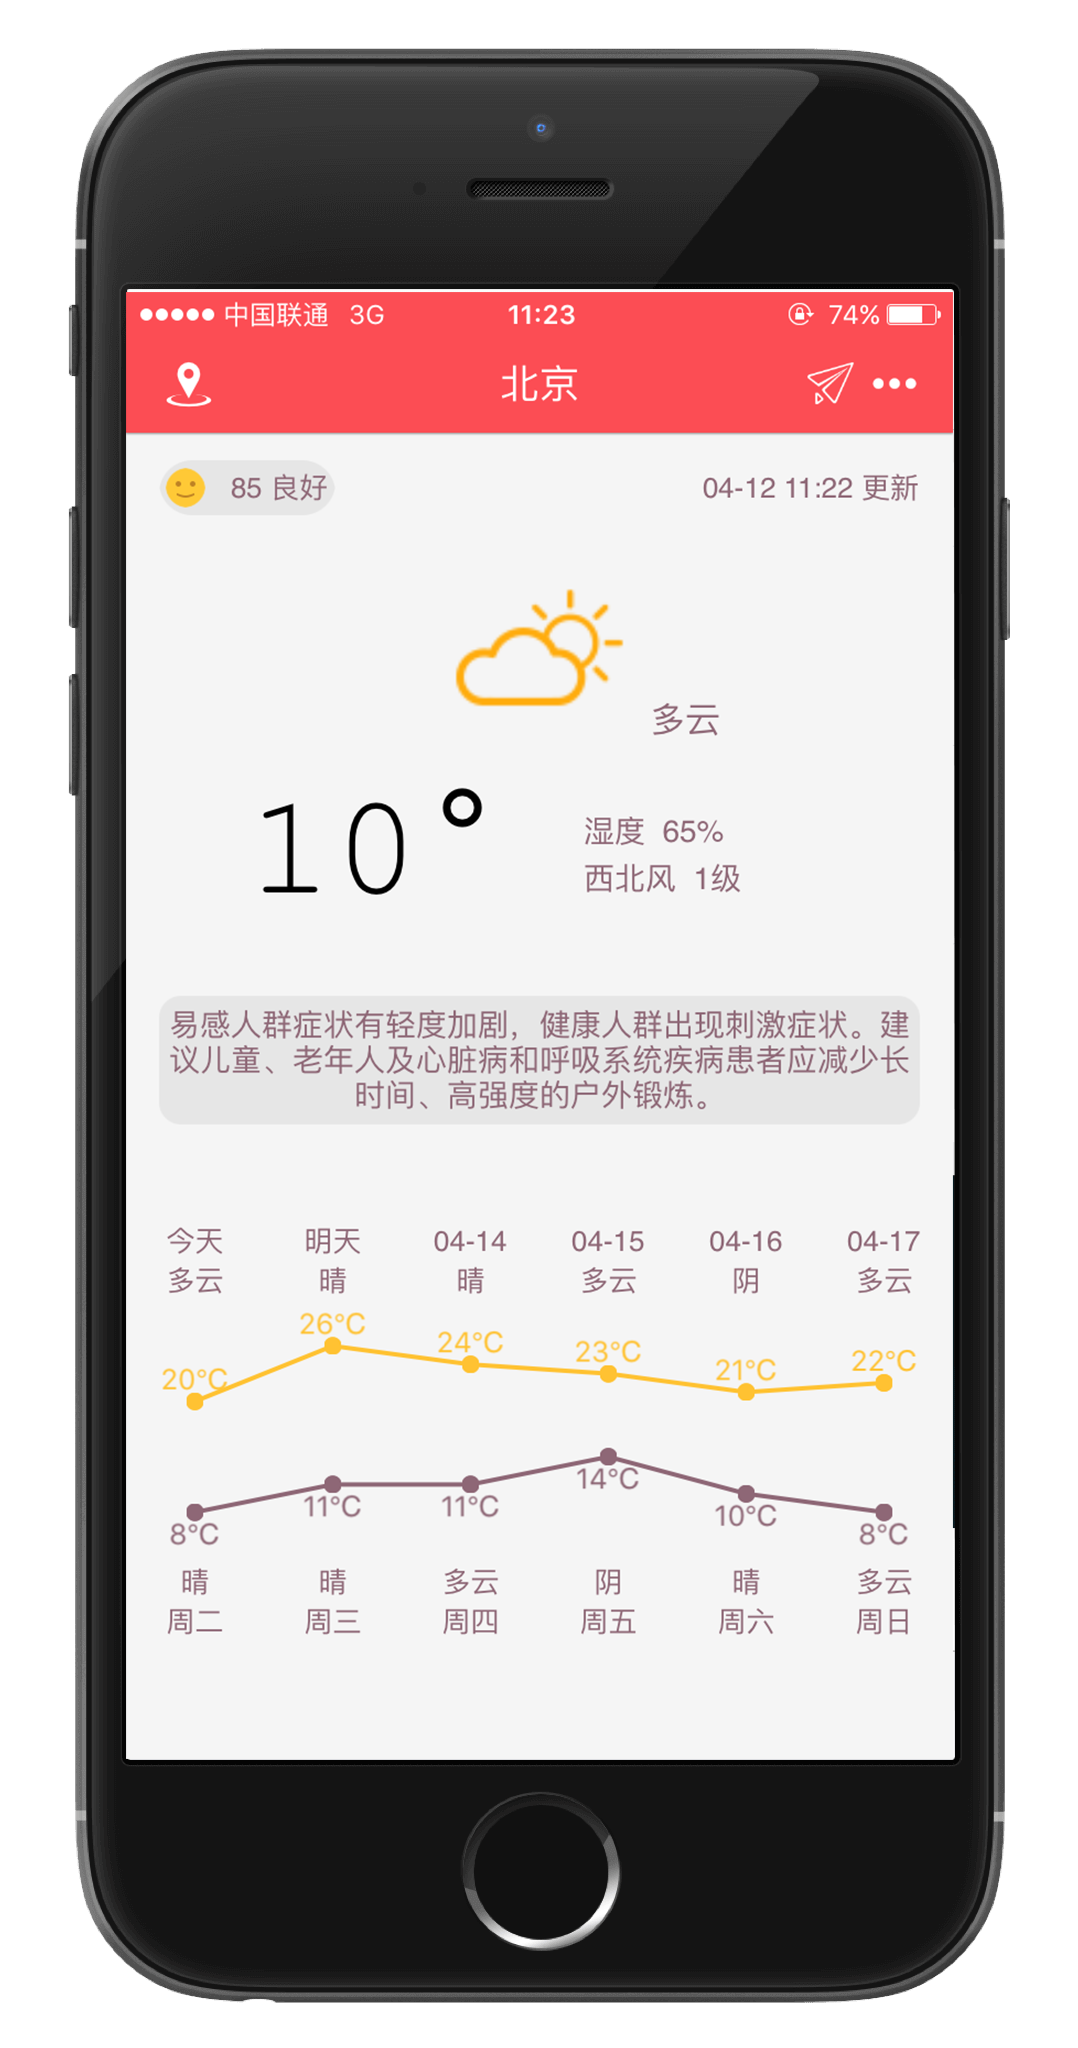 中国联通 3G 11:23 74%
北京
85 良好 04-12 11:22 更新
多云
10°
湿度 65%
西北风 1级
易感人群症状有轻度加剧，健康人群出现刺激症状。建
议儿童、老年人及心脏病和呼吸系统疾病患者应减少长
时间、高强度的户外锻炼。
今天 明天 04-14 04-15 04-16 04-17
多云 晴 晴 多云 阴 多云
20°C 26°C 24°C 23°C 21°C 22°C
8°C 11°C 11°C 14°C 10°C 8°C
晴 晴 多云 阴 晴 多云
周二 周三 周四 周五 周六 周日